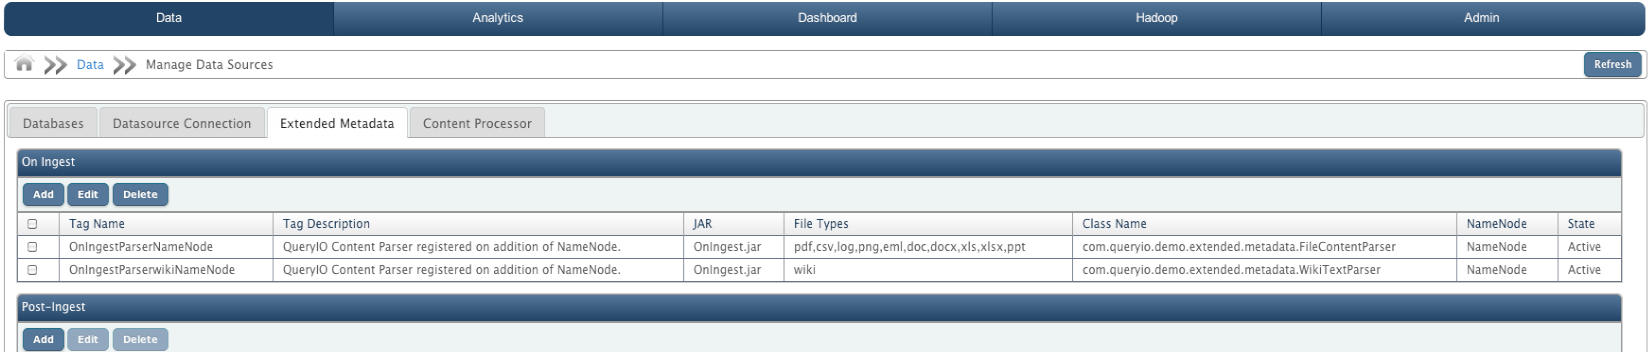 Data Analytics Dashboard Hadoop Admin
Data Manage Data Sources Refresh
Databases Datasource Connection Extended Metadata Content Processor
On Ingest
Add Edit Delete
Tag Name Tag Description JAR File Types Class Name NameNode State
OnIngestParserNameNode QueryIO Content Parser registered on addition of NameNode. OnIngest.jar pdf,csv,log,png,eml,doc,docx,xls,xlsx,ppt com.queryio.demo.extended.metadata.FileContentParser NameNode Active
OnIngestParserwikiNameNode QueryIO Content Parser registered on addition of NameNode. OnIngest.jar wiki com.queryio.demo.extended.metadata.WikiTextParser NameNode Active
Post-Ingest
Add Edit Delete